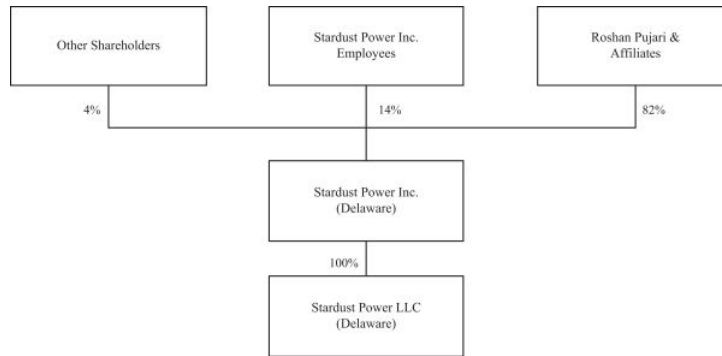 Other Shareholders
Stardust Power Inc.
Employees
Roshan Pujari &
Affiliates
4%
14%
82%
Stardust Power Inc.
(Delaware)
100%
Stardust Power LLC
(Delaware)